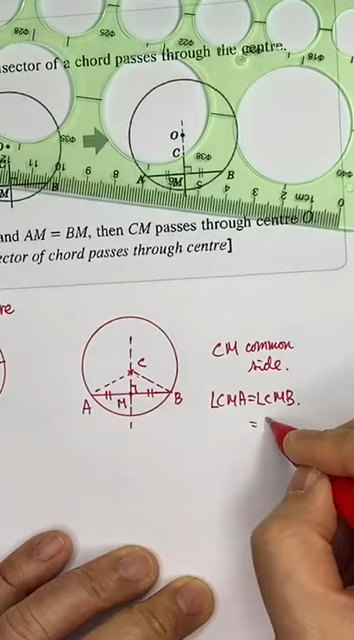 sector of a chord passes through the centre.
O
C
A
M
B
M
B
and AM = BM, then CM passes through centre O
ector of chord passes through centre]
re
C
A
M
B
CM common
side.
∠CMA=∠CMB.
=